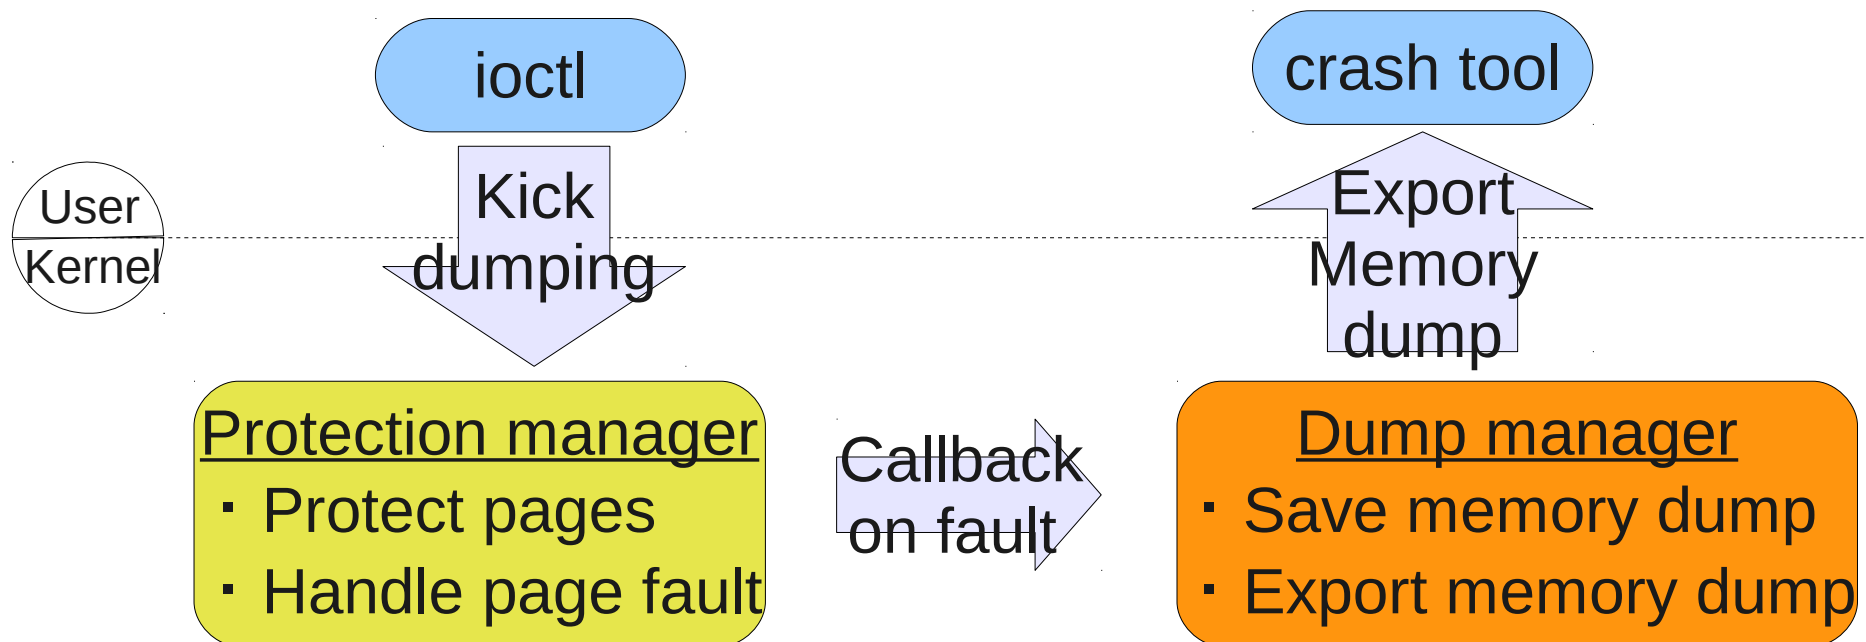 ioctl
crash tool
User
Kernel
Kick
dumping
Export
Memory
dump
Protection manager
▪ Protect pages
▪ Handle page fault
Callback
on fault
Dump manager
▪ Save memory dump
▪ Export memory dump